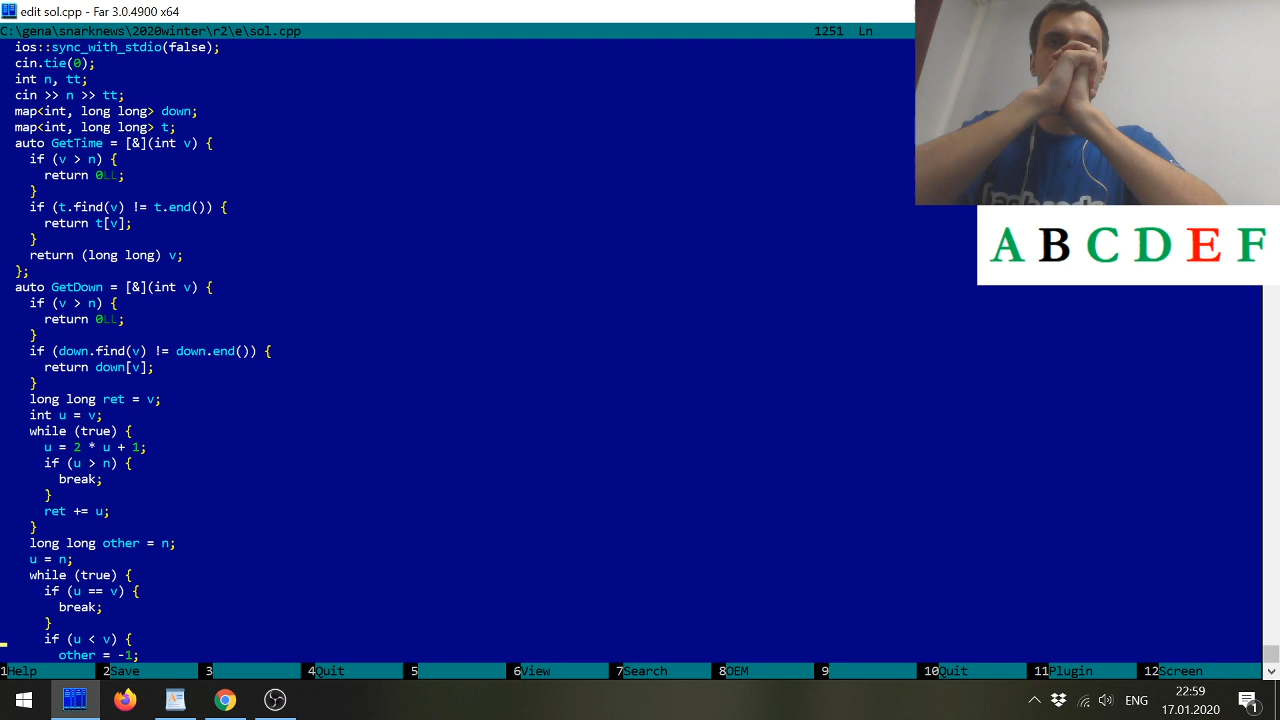 edit sol.cpp - Far 3.0.4900 x64
C:\gena\snarknews\2020winter\r2\e\sol.cpp 1251 Ln
ios::sync_with_stdio(false);
cin.tie(0);
int n, tt;
cin >> n >> tt;
map<int, long long> down;
map<int, long long> t;
auto GetTime = [&](int v) {
if (v > n) {
return 0LL;
}
if (t.find(v) != t.end()) {
return t[v];
}
return (long long) v;
};
auto GetDown = [&](int v) {
if (v > n) {
return 0LL;
}
if (down.find(v) != down.end()) {
return down[v];
}
long long ret = v;
int u = v;
while (true) {
u = 2 * u + 1;
if (u > n) {
break;
}
ret += u;
}
long long other = n;
u = n;
while (true) {
if (u == v) {
break;
}
if (u < v) {
other = -1;
A B C D E F
1Help 2Save 3 4Quit 5 6View 7Search 8OEM 9 10Quit 11Plugin 12Screen
ENG
22:59
17.01.2020
1